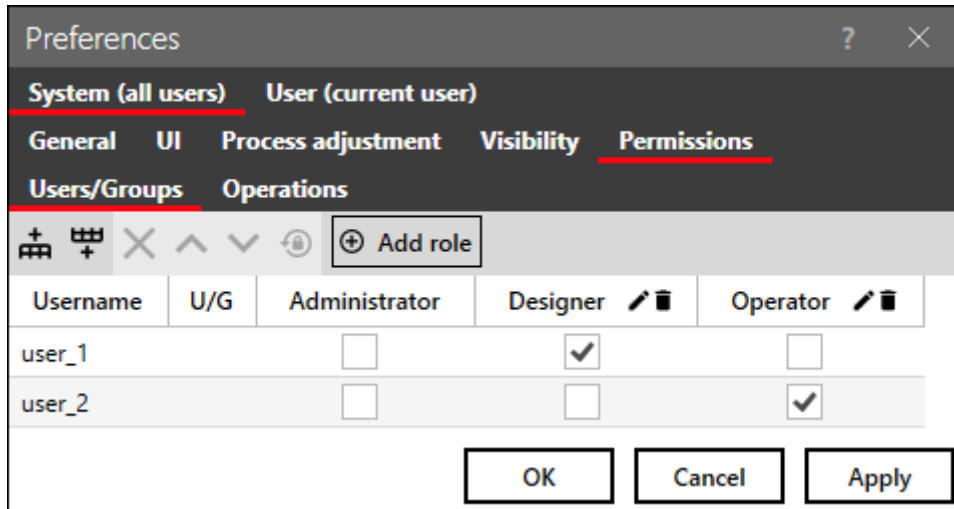 Preferences ?
System (all users) User (current user)
General UI Process adjustment Visibility Permissions
Users/Groups Operations
Add role
Username U/G Administrator Designer Operator
user_1
user_2
OK Cancel Apply